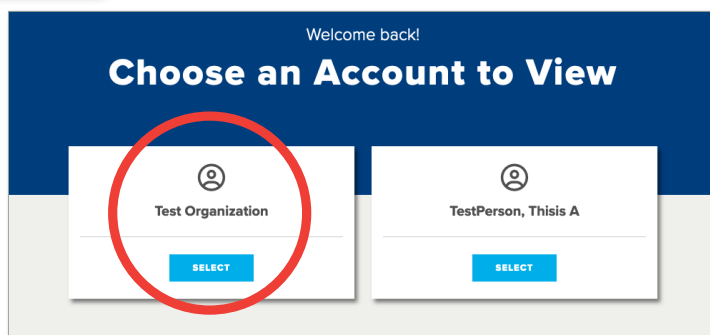 Welcome back!
Choose an Account to View
Test Organization
SELECT
TestPerson, Thisis A
SELECT